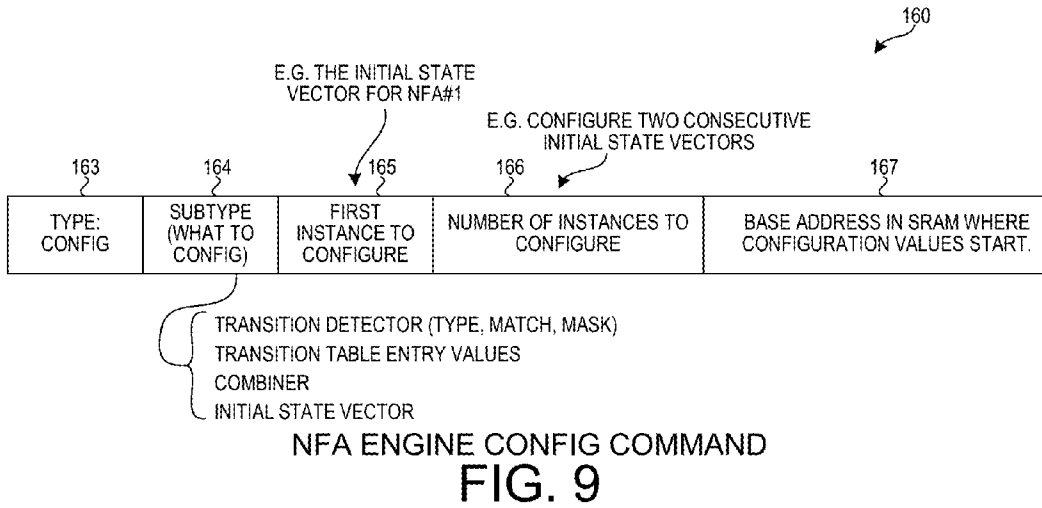 160
E.G. THE INITIAL STATE
VECTOR FOR NFA#1
E.G. CONFIGURE TWO CONSECUTIVE
INITIAL STATE VECTORS
163
164
165
166
167
TYPE:
CONFIG
SUBTYPE
(WHAT TO
CONFIG)
FIRST
INSTANCE TO
CONFIGURE
NUMBER OF INSTANCES TO
CONFIGURE
BASE ADDRESS IN SRAM WHERE
CONFIGURATION VALUES START.
TRANSITION DETECTOR (TYPE, MATCH, MASK)
TRANSITION TABLE ENTRY VALUES
COMBINER
INITIAL STATE VECTOR
NFA ENGINE CONFIG COMMAND
FIG. 9